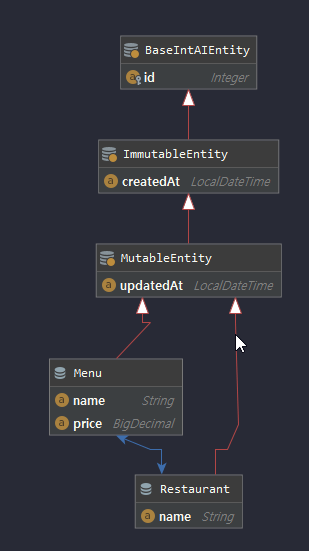 BaseIntAIEntity
id Integer
ImmutableEntity
createdAt LocalDateTime
MutableEntity
updatedAt LocalDateTime
Menu
name String
price BigDecimal
Restaurant
name String